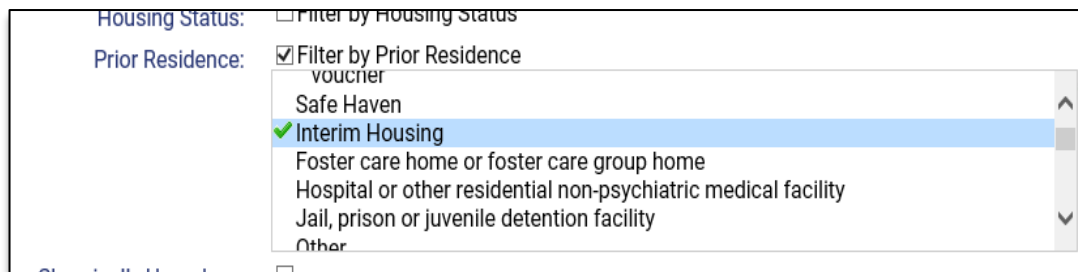 Housing Status: Filter by Housing Status
Prior Residence: Filter by Prior Residence
voucher
Safe Haven
Interim Housing
Foster care home or foster care group home
Hospital or other residential non-psychiatric medical facility
Jail, prison or juvenile detention facility
Other